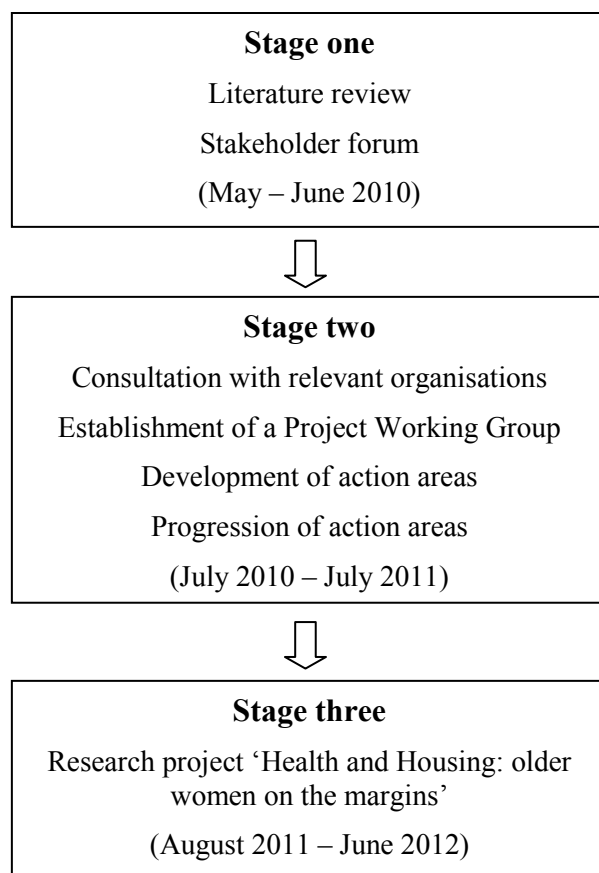 Stage one
Literature review
Stakeholder forum
(May – June 2010)
Stage two
Consultation with relevant organisations
Establishment of a Project Working Group
Development of action areas
Progression of action areas
(July 2010 – July 2011)
Stage three
Research project ‘Health and Housing: older
women on the margins’
(August 2011 – June 2012)